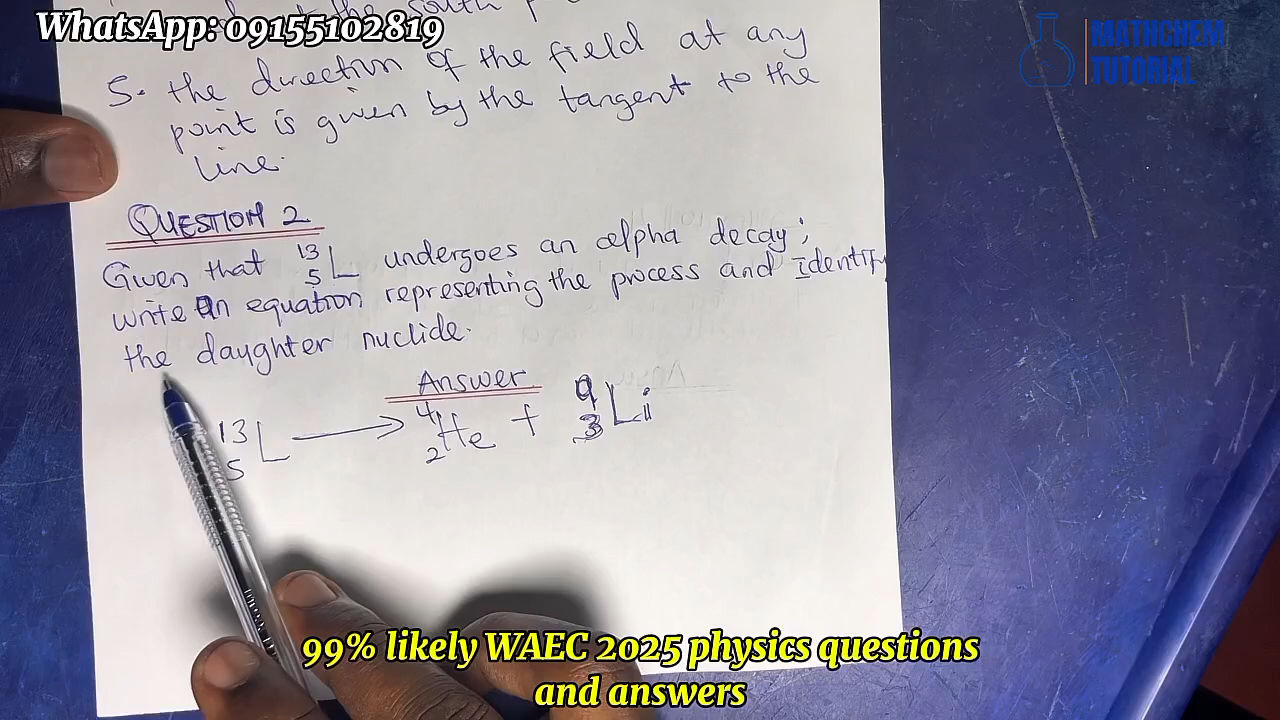 WhatsApp: 09155102819
MATHCHEM
TUTORIAL
5. the direction of the field at any
point is given by the tangent to the
line.
QUESTION 2
Given that 13 5 L undergoes an alpha decay;
write an equation representing the process and Identify
the daughter nuclide.
Answer
13 5 L → 4 2 He + 9 3 Li
99% likely WAEC 2025 physics questions
and answers